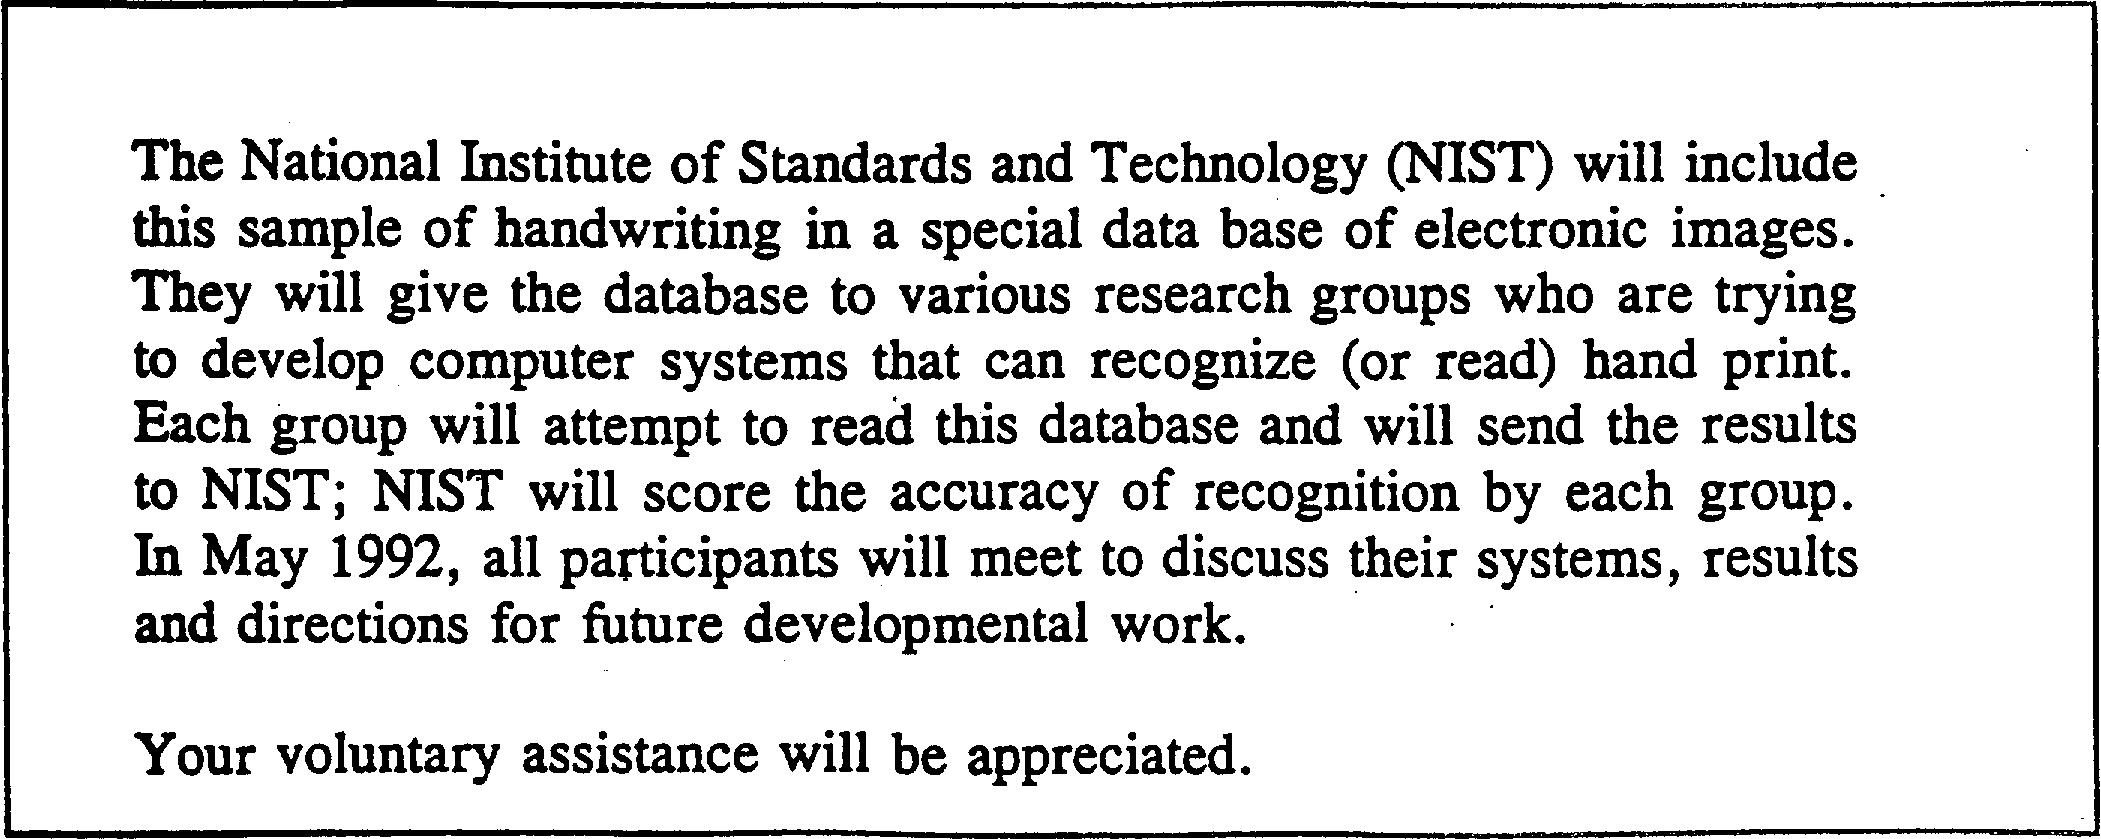 The National Institute of Standards and Technology (NIST) will include
this sample of handwriting in a special data base of electronic images.
They will give the database to various research groups who are trying
to develop computer systems that can recognize (or read) hand print.
Each group will attempt to read this database and will send the results
to NIST; NIST will score the accuracy of recognition by each group.
In May 1992, all participants will meet to discuss their systems, results
and directions for future developmental work.
Your voluntary assistance will be appreciated.